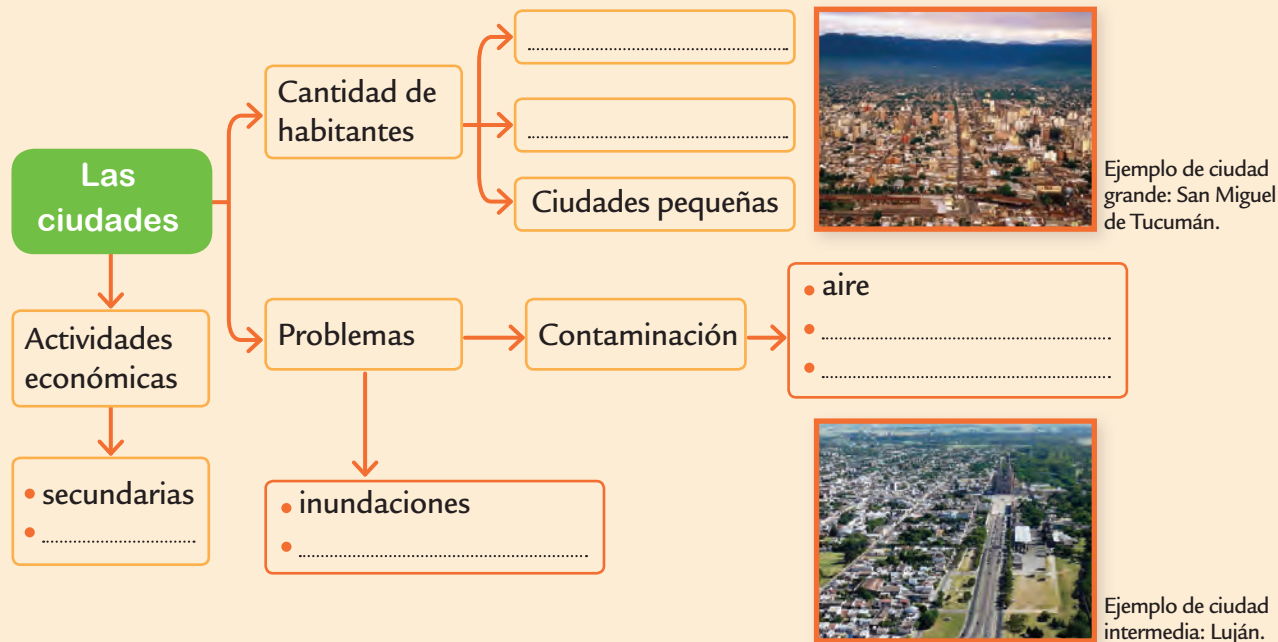 Las
ciudades
Cantidad de
habitantes
Ciudades pequeñas
Ejemplo de ciudad
grande: San Miguel
de Tucumán.
Actividades
económicas
Problemas
Contaminación
• aire
•
•
• secundarias
•
• inundaciones
•
Ejemplo de ciudad
intermedia: Luján.